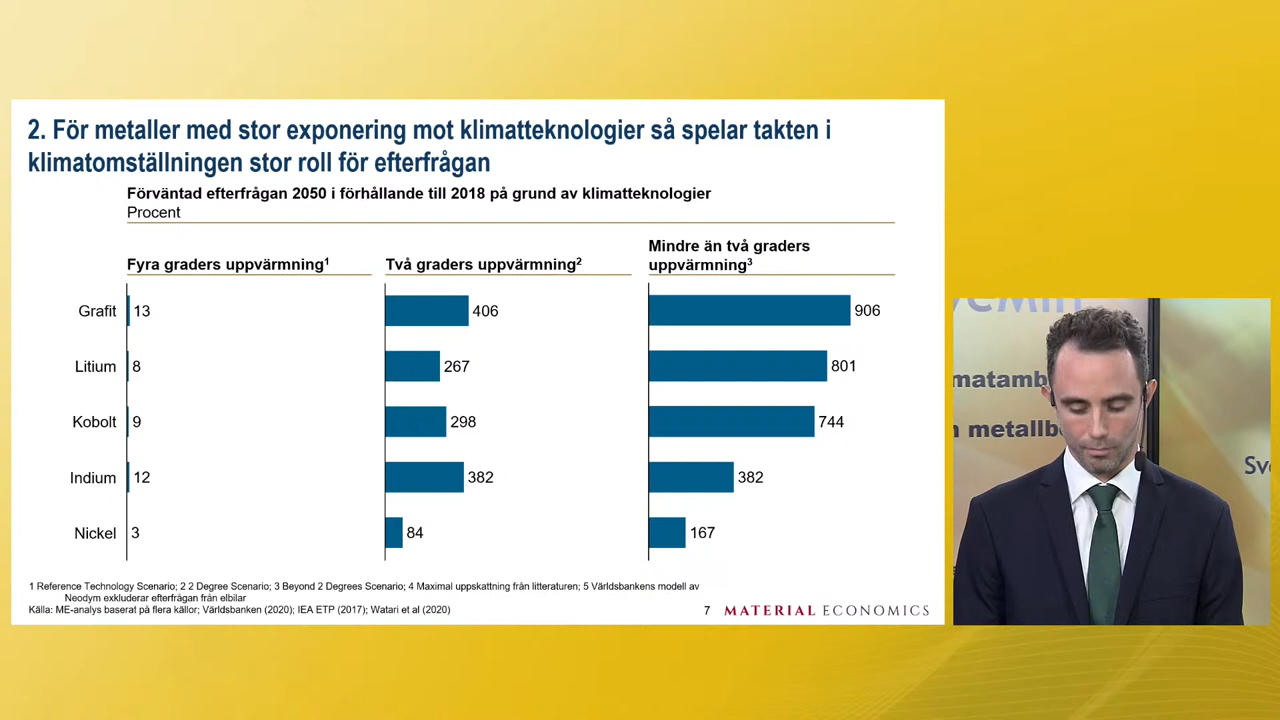 2. För metaller med stor exponering mot klimatteknologier så spelar takten i
klimatomställningen stor roll för efterfrågan
Förväntad efterfrågan 2050 i förhållande till 2018 på grund av klimatteknologier
Procent
Fyra graders uppvärmning¹
Två graders uppvärmning²
Mindre än två graders
uppvärmning³
Grafit 13 406 906
Litium 8 267 801
Kobolt 9 298 744
Indium 12 382 382
Nickel 3 84 167
1 Reference Technology Scenario; 2 2 Degree Scenario; 3 Beyond 2 Degrees Scenario; 4 Maximal uppskattning från litteraturen; 5 Världsbankens modell av
Neodym exkluderar efterfrågan från elbilar
Källa: ME-analys baserat på flera källor; Världsbanken (2020); IEA ETP (2017); Watari et al (2020)
7 MATERIAL ECONOMICS
matamb
metallb
Sv